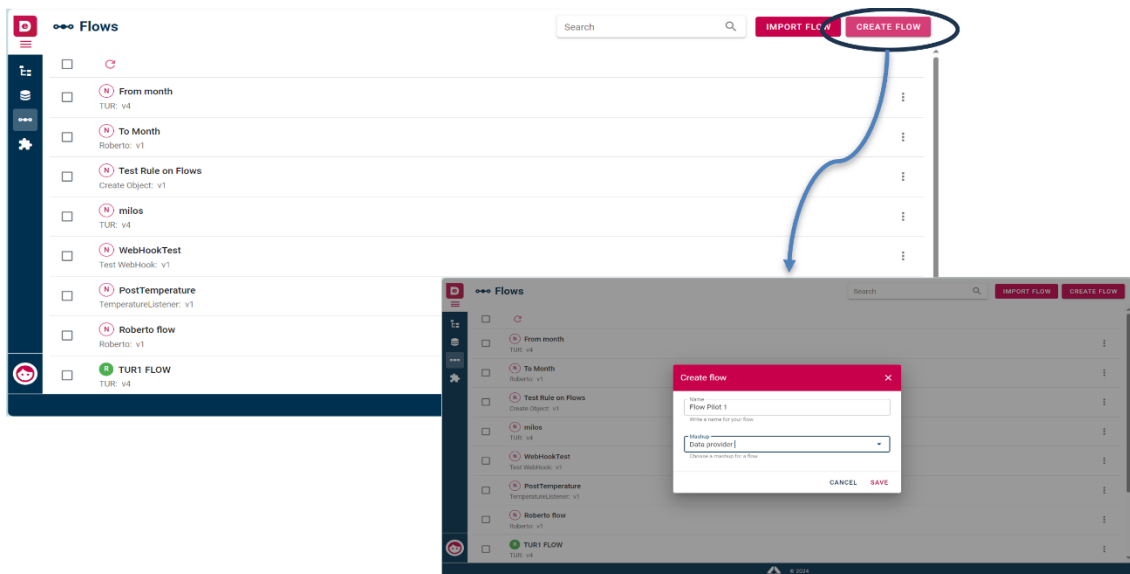 e
Flows
Search
IMPORT FLOW
CREATE FLOW
N From month
TUR: v4
N To Month
Roberto: v1
N Test Rule on Flows
Create Object: v1
N milos
TUR: v4
N WebHookTest
Test WebHook: v1
N PostTemperature
TemperatureListener: v1
N Roberto flow
Roberto: v1
R TUR1 FLOW
TUR: v4
e
Flows
Search
IMPORT FLOW
CREATE FLOW
N From month
TUR: v4
N To Month
Roberto: v1
N Test Rule on Flows
Create Object: v1
N milos
TUR: v4
N WebHookTest
Test WebHook: v1
N PostTemperature
TemperatureListener: v1
N Roberto flow
Roberto: v1
R TUR1 FLOW
TUR: v4
Create flow
Name
Flow Pilot 1
Write a name for your flow
Mashup
Data provider
Choose a mashup for a flow
CANCEL SAVE
© 2024